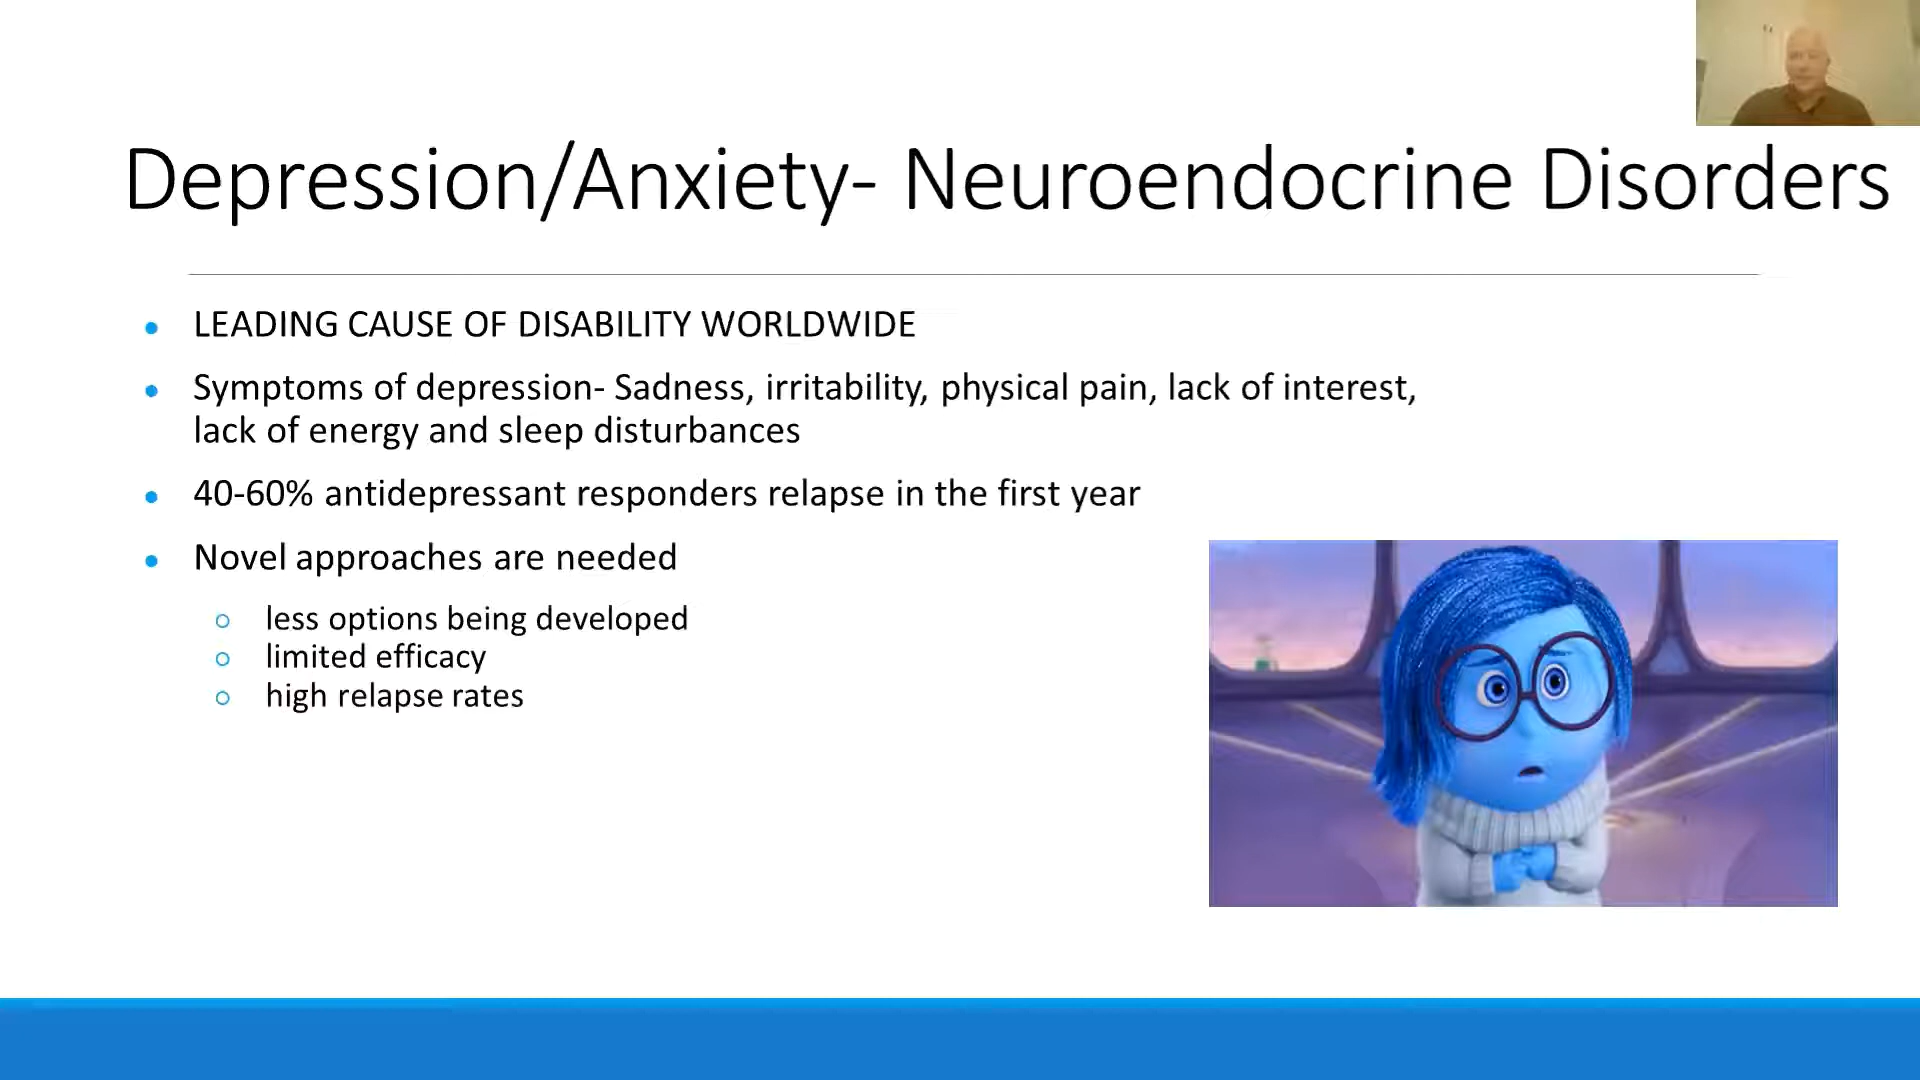 Depression/Anxiety- Neuroendocrine Disorders
LEADING CAUSE OF DISABILITY WORLDWIDE
Symptoms of depression- Sadness, irritability, physical pain, lack of interest,
lack of energy and sleep disturbances
40-60% antidepressant responders relapse in the first year
Novel approaches are needed
less options being developed
limited efficacy
high relapse rates